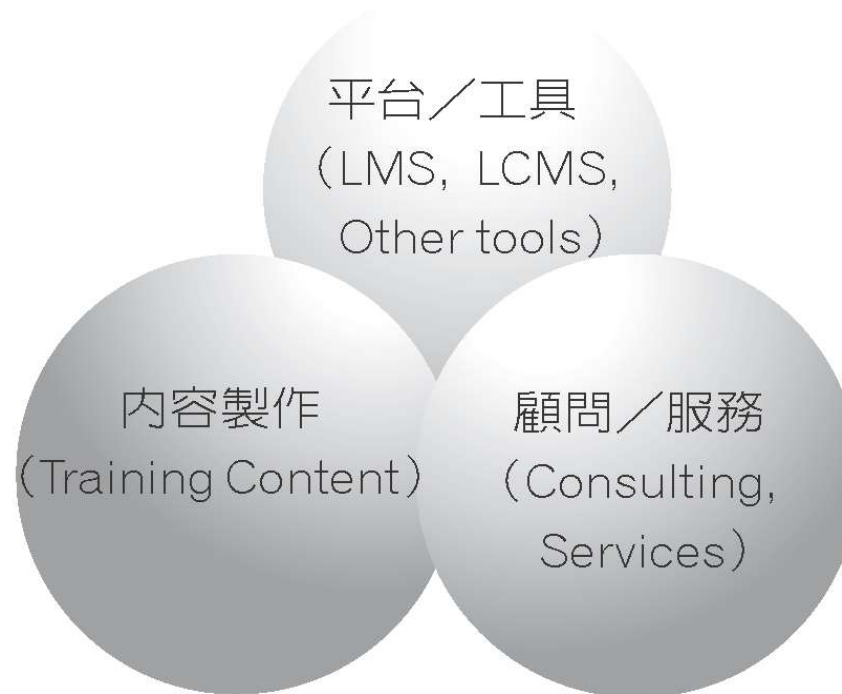 平台／工具
（LMS, LCMS,
Other tools）
內容製作
（Training Content）
顧問／服務
（Consulting,
Services）